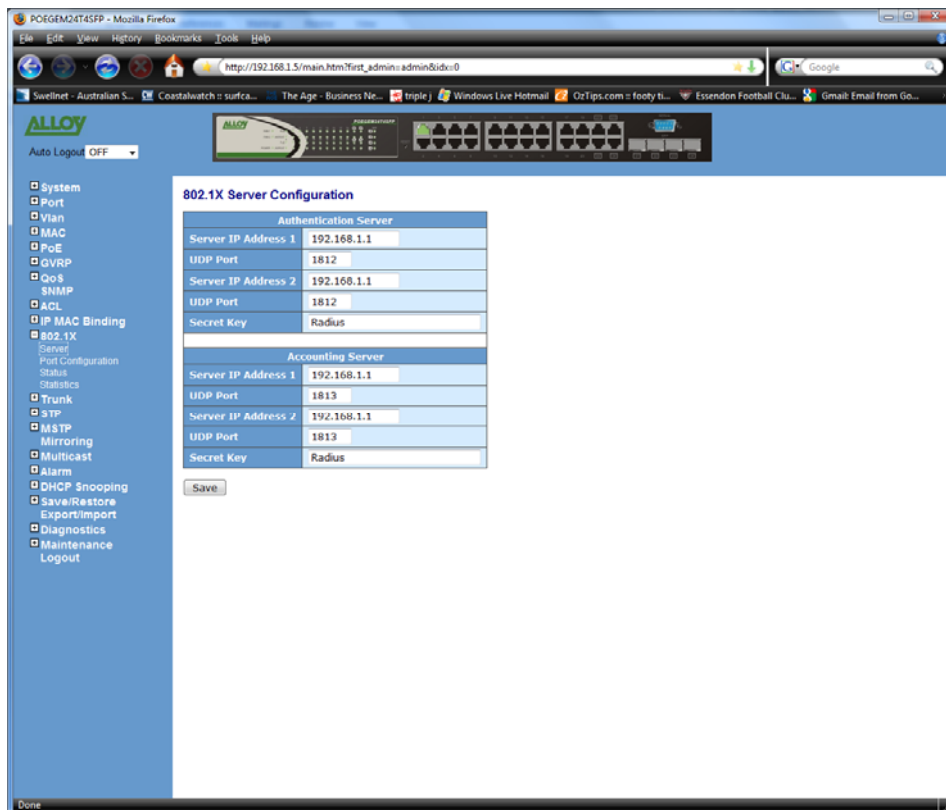 POEGEM24T4SFP - Mozilla Firefox
File Edit View History Bookmarks Tools Help
http://192.168.1.5/main.htm?first_admin=admin&idx=0
Google
Swellnet - Australian S... Coastalwatch :: surfca... The Age - Business Ne... triple j Windows Live Hotmail OzTips.com :: footy ti... Essendon Football Clu... Gmail: Email from Go...
ALLOY
Auto Logout OFF
ALLOY POEGEM24T4SFP
System
Port
Vlan
MAC
PoE
GVRP
QoS
SNMP
ACL
IP MAC Binding
802.1X
Server
Port Configuration
Status
Statistics
Trunk
STP
MSTP
Mirroring
Multicast
Alarm
DHCP Snooping
Save/Restore
Export/Import
Diagnostics
Maintenance
Logout
802.1X Server Configuration
Authentication Server
Server IP Address 1 192.168.1.1
UDP Port 1812
Server IP Address 2 192.168.1.1
UDP Port 1812
Secret Key Radius
Accounting Server
Server IP Address 1 192.168.1.1
UDP Port 1813
Server IP Address 2 192.168.1.1
UDP Port 1813
Secret Key Radius
Save
Done